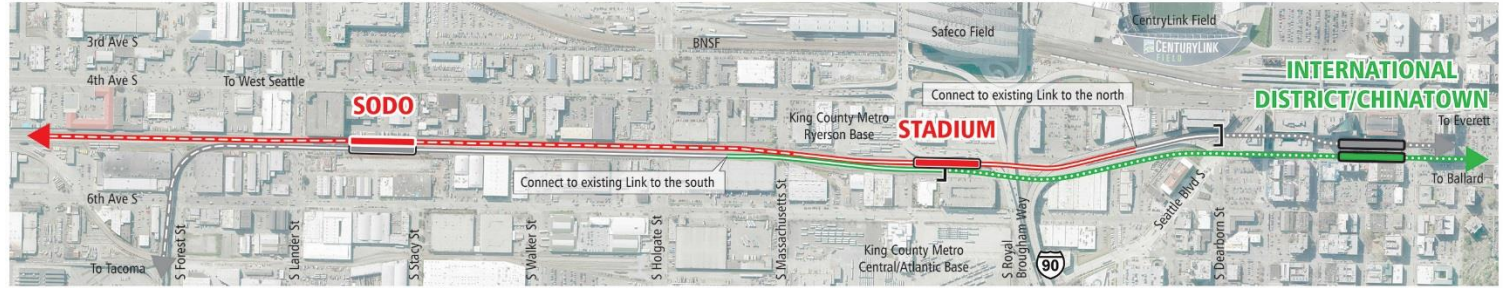 3rd Ave S
BNSF
Safeco Field
CentryLink Field
CENTURYLINK
FIELD
4th Ave S
To West Seattle
SODO
King County Metro
Ryerson Base
STADIUM
Connect to existing Link to the north
INTERNATIONAL
DISTRICT/CHINATOWN
To Everett
Connect to existing Link to the south
To Ballard
6th Ave S
To Tacoma
S Forest St
S Lander St
S Stacy St
S Walker St
S Holgate St
S Massachusetts St
King County Metro
Central/Atlantic Base
S Royal
Brougham Way
90
Seattle Blvd S
S Dearborn St